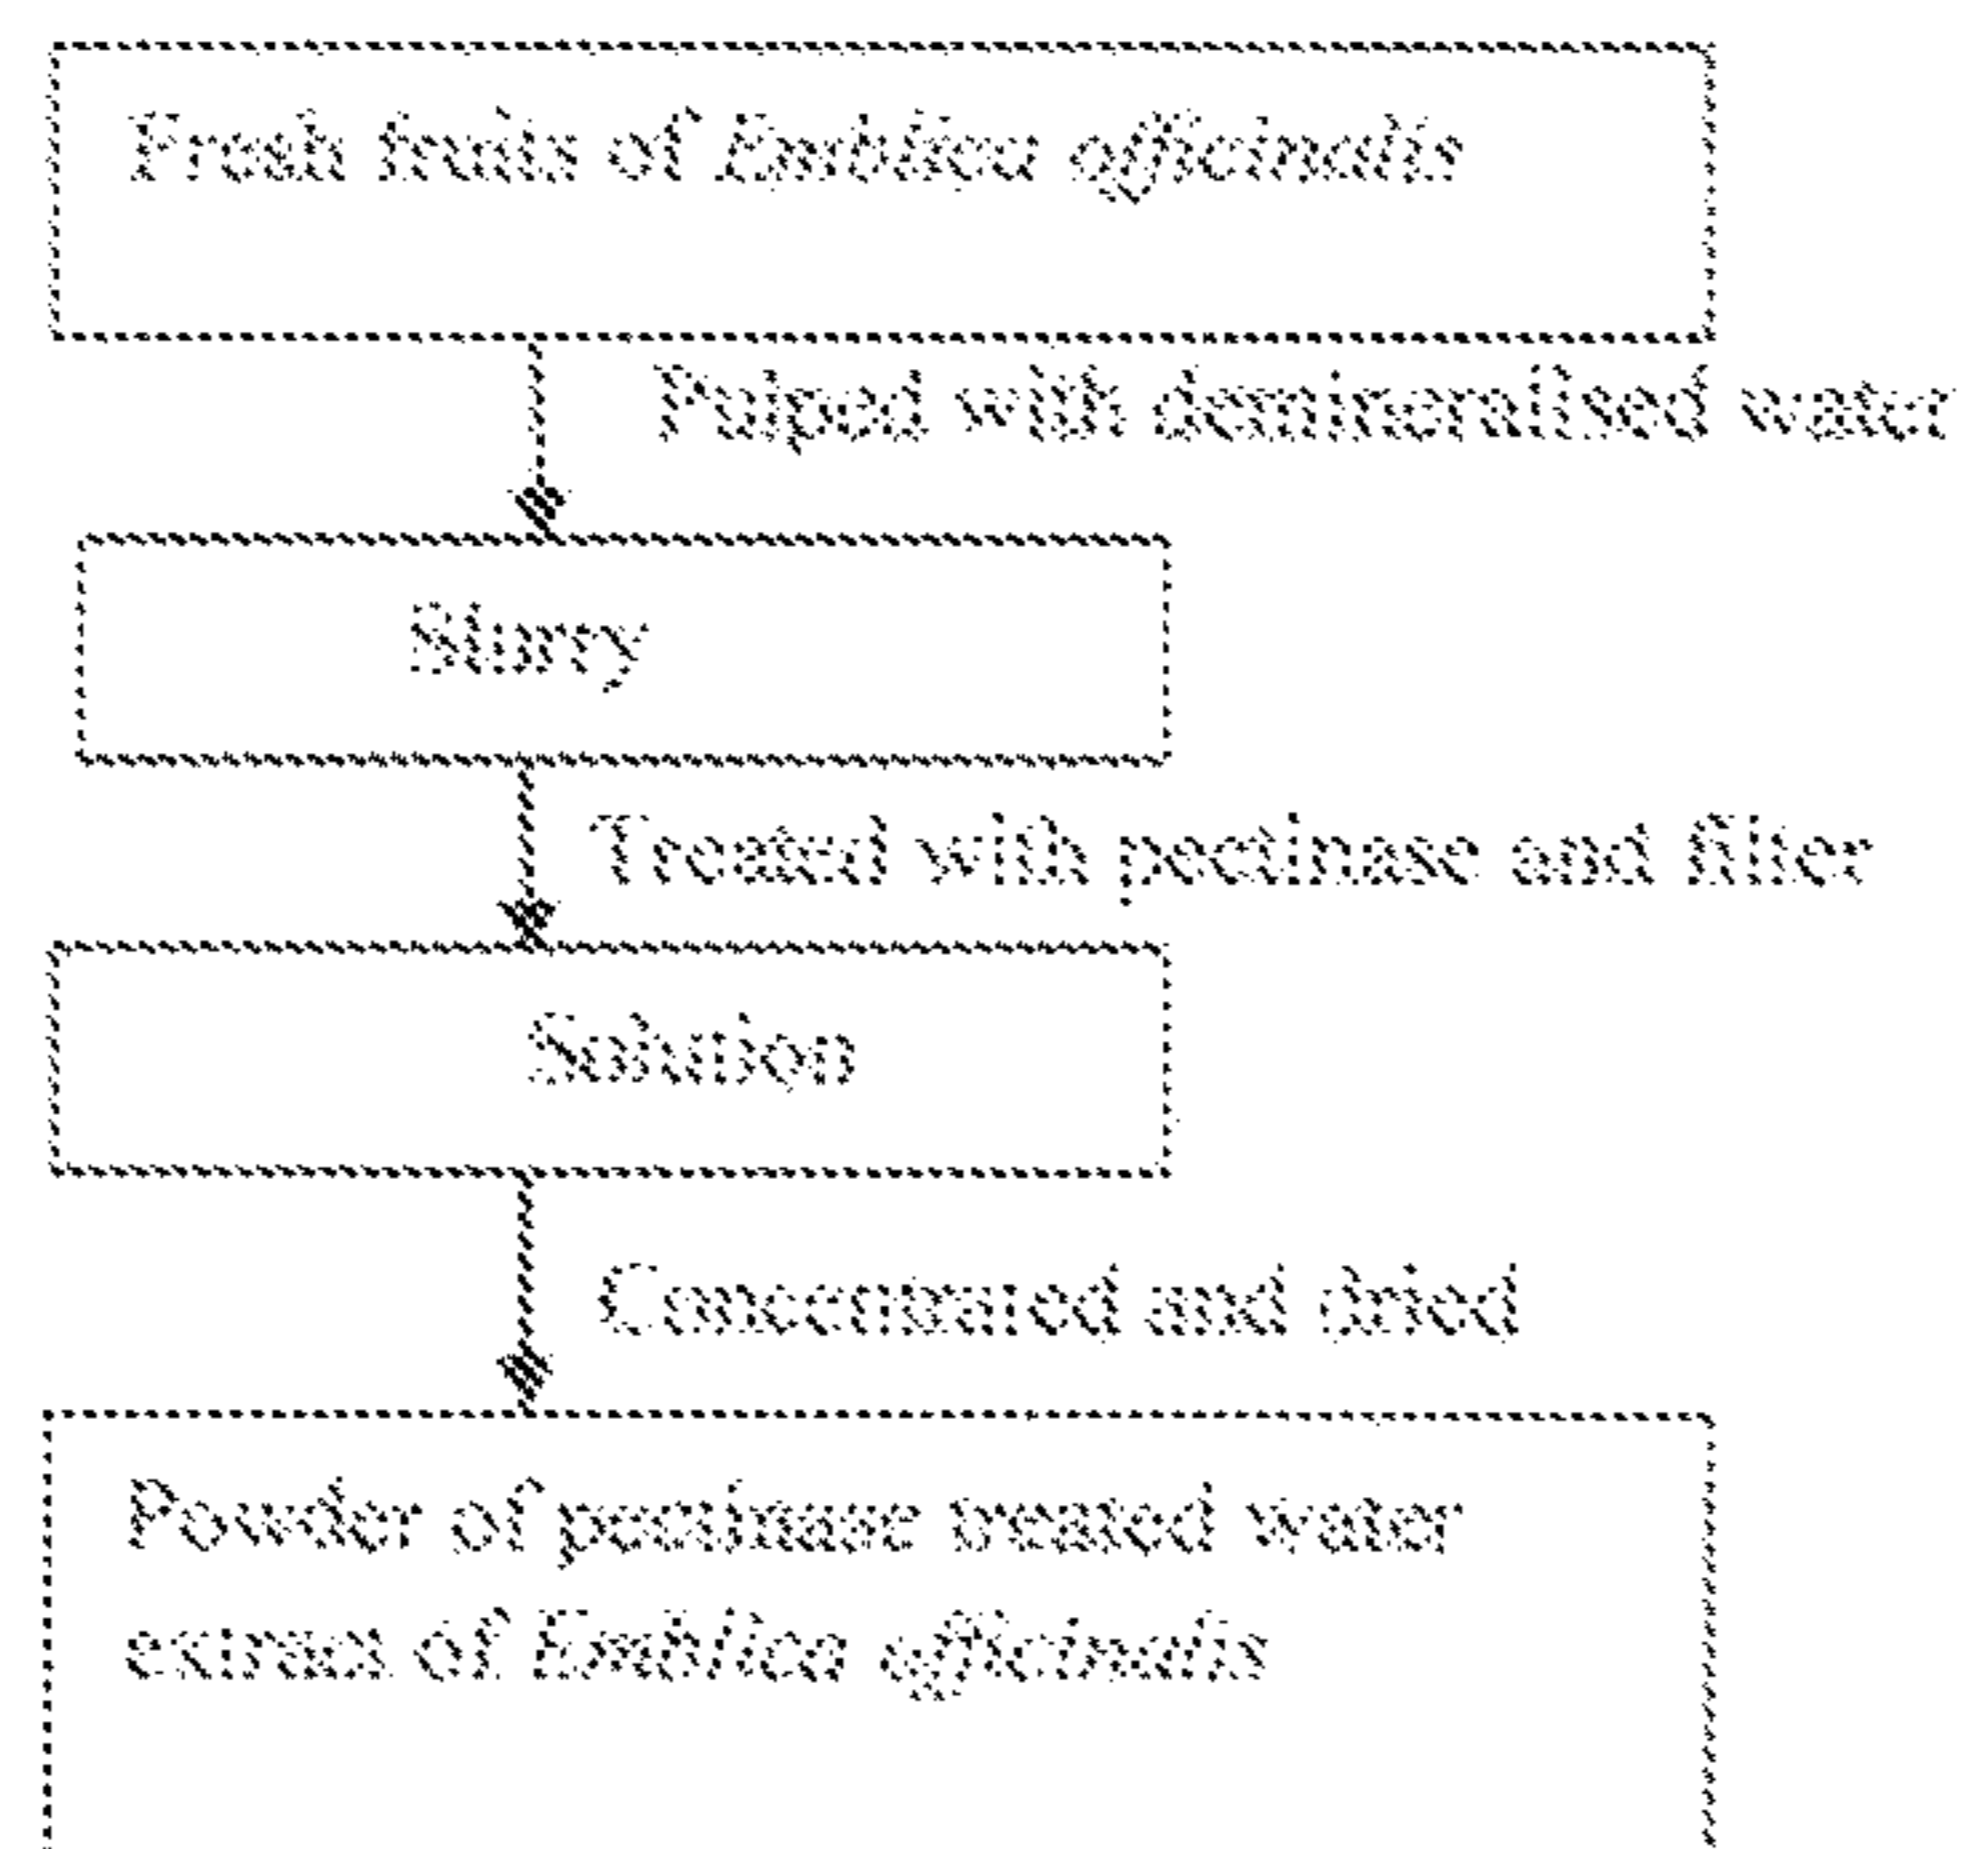 Fresh fruits of Emblica officinalis
Pulped with demineralised water
Slurry
Treated with pectinase and filter
Solution
Concentrated and dried
Powder of pectinase treated water
extract of Emblica officinalis